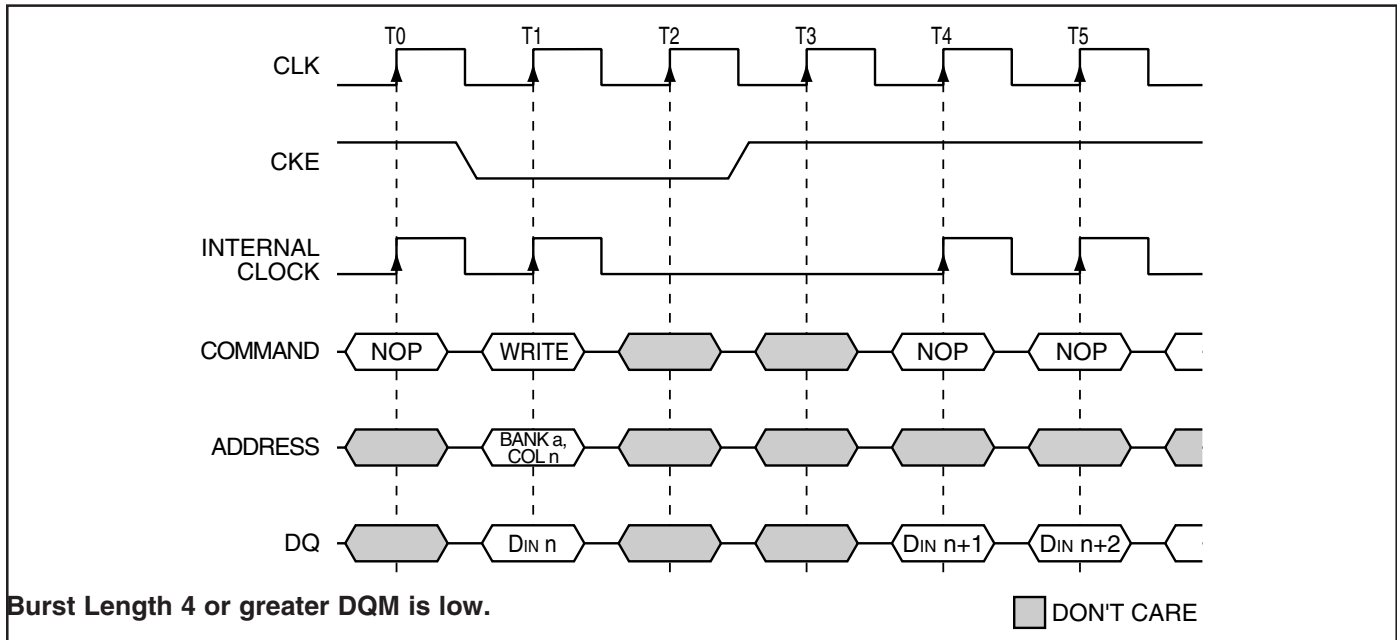 T0 T1 T2 T3 T4 T5
CLK
CKE
INTERNAL
CLOCK
COMMAND NOP WRITE NOP NOP
ADDRESS BANK a,
COL n
DQ DIN n DIN n+1 DIN n+2
Burst Length 4 or greater DQM is low.
DON'T CARE